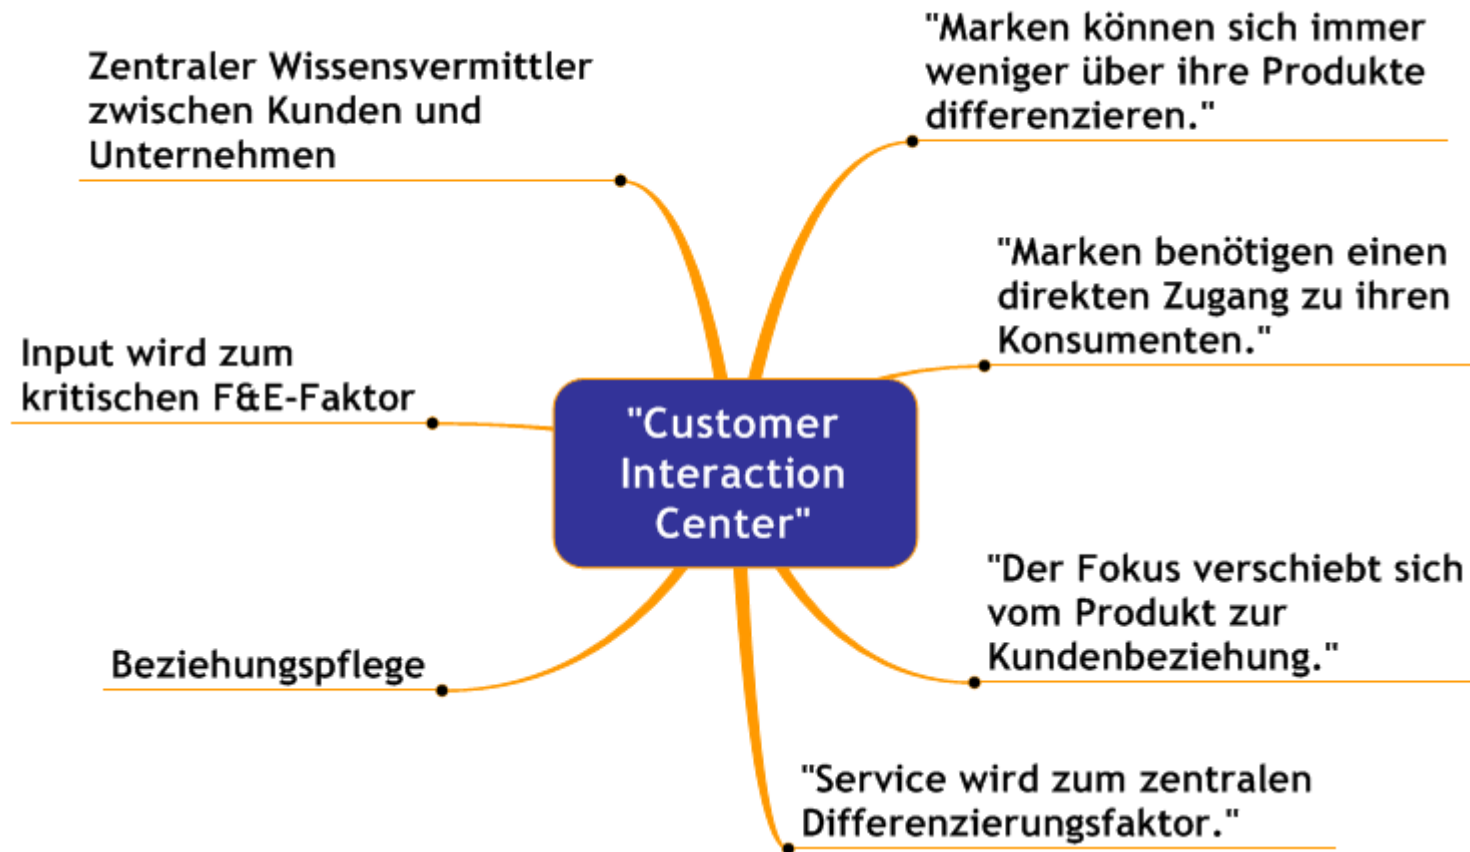 "Marken können sich immer
weniger über ihre Produkte
differenzieren."
Zentraler Wissensvermittler
zwischen Kunden und
Unternehmen
"Marken benötigen einen
direkten Zugang zu ihren
Konsumenten."
Input wird zum
kritischen F&E-Faktor
"Customer
Interaction
Center"
"Der Fokus verschiebt sich
vom Produkt zur
Kundenbeziehung."
Beziehungspflege
"Service wird zum zentralen
Differenzierungsfaktor."